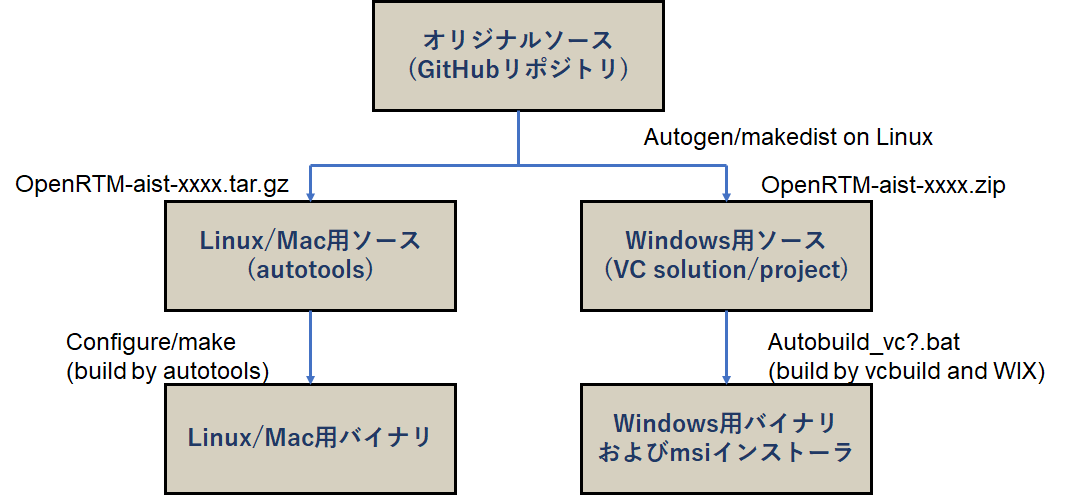 オリジナルソース
(GitHubリポジトリ)
Autogen/makedist on Linux
OpenRTM-aist-xxxx.tar.gz
OpenRTM-aist-xxxx.zip
Linux/Mac用ソース
(autotools)
Windows用ソース
(VC solution/project)
Configure/make
(build by autotools)
Autobuild_vc?.bat
(build by vcbuild and WIX)
Linux/Mac用バイナリ
Windows用バイナリ
およびmsiインストーラ